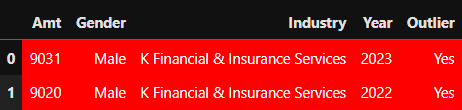 Amt Gender Industry Year Outlier
0 9031 Male K Financial & Insurance Services 2023 Yes
1 9020 Male K Financial & Insurance Services 2022 Yes